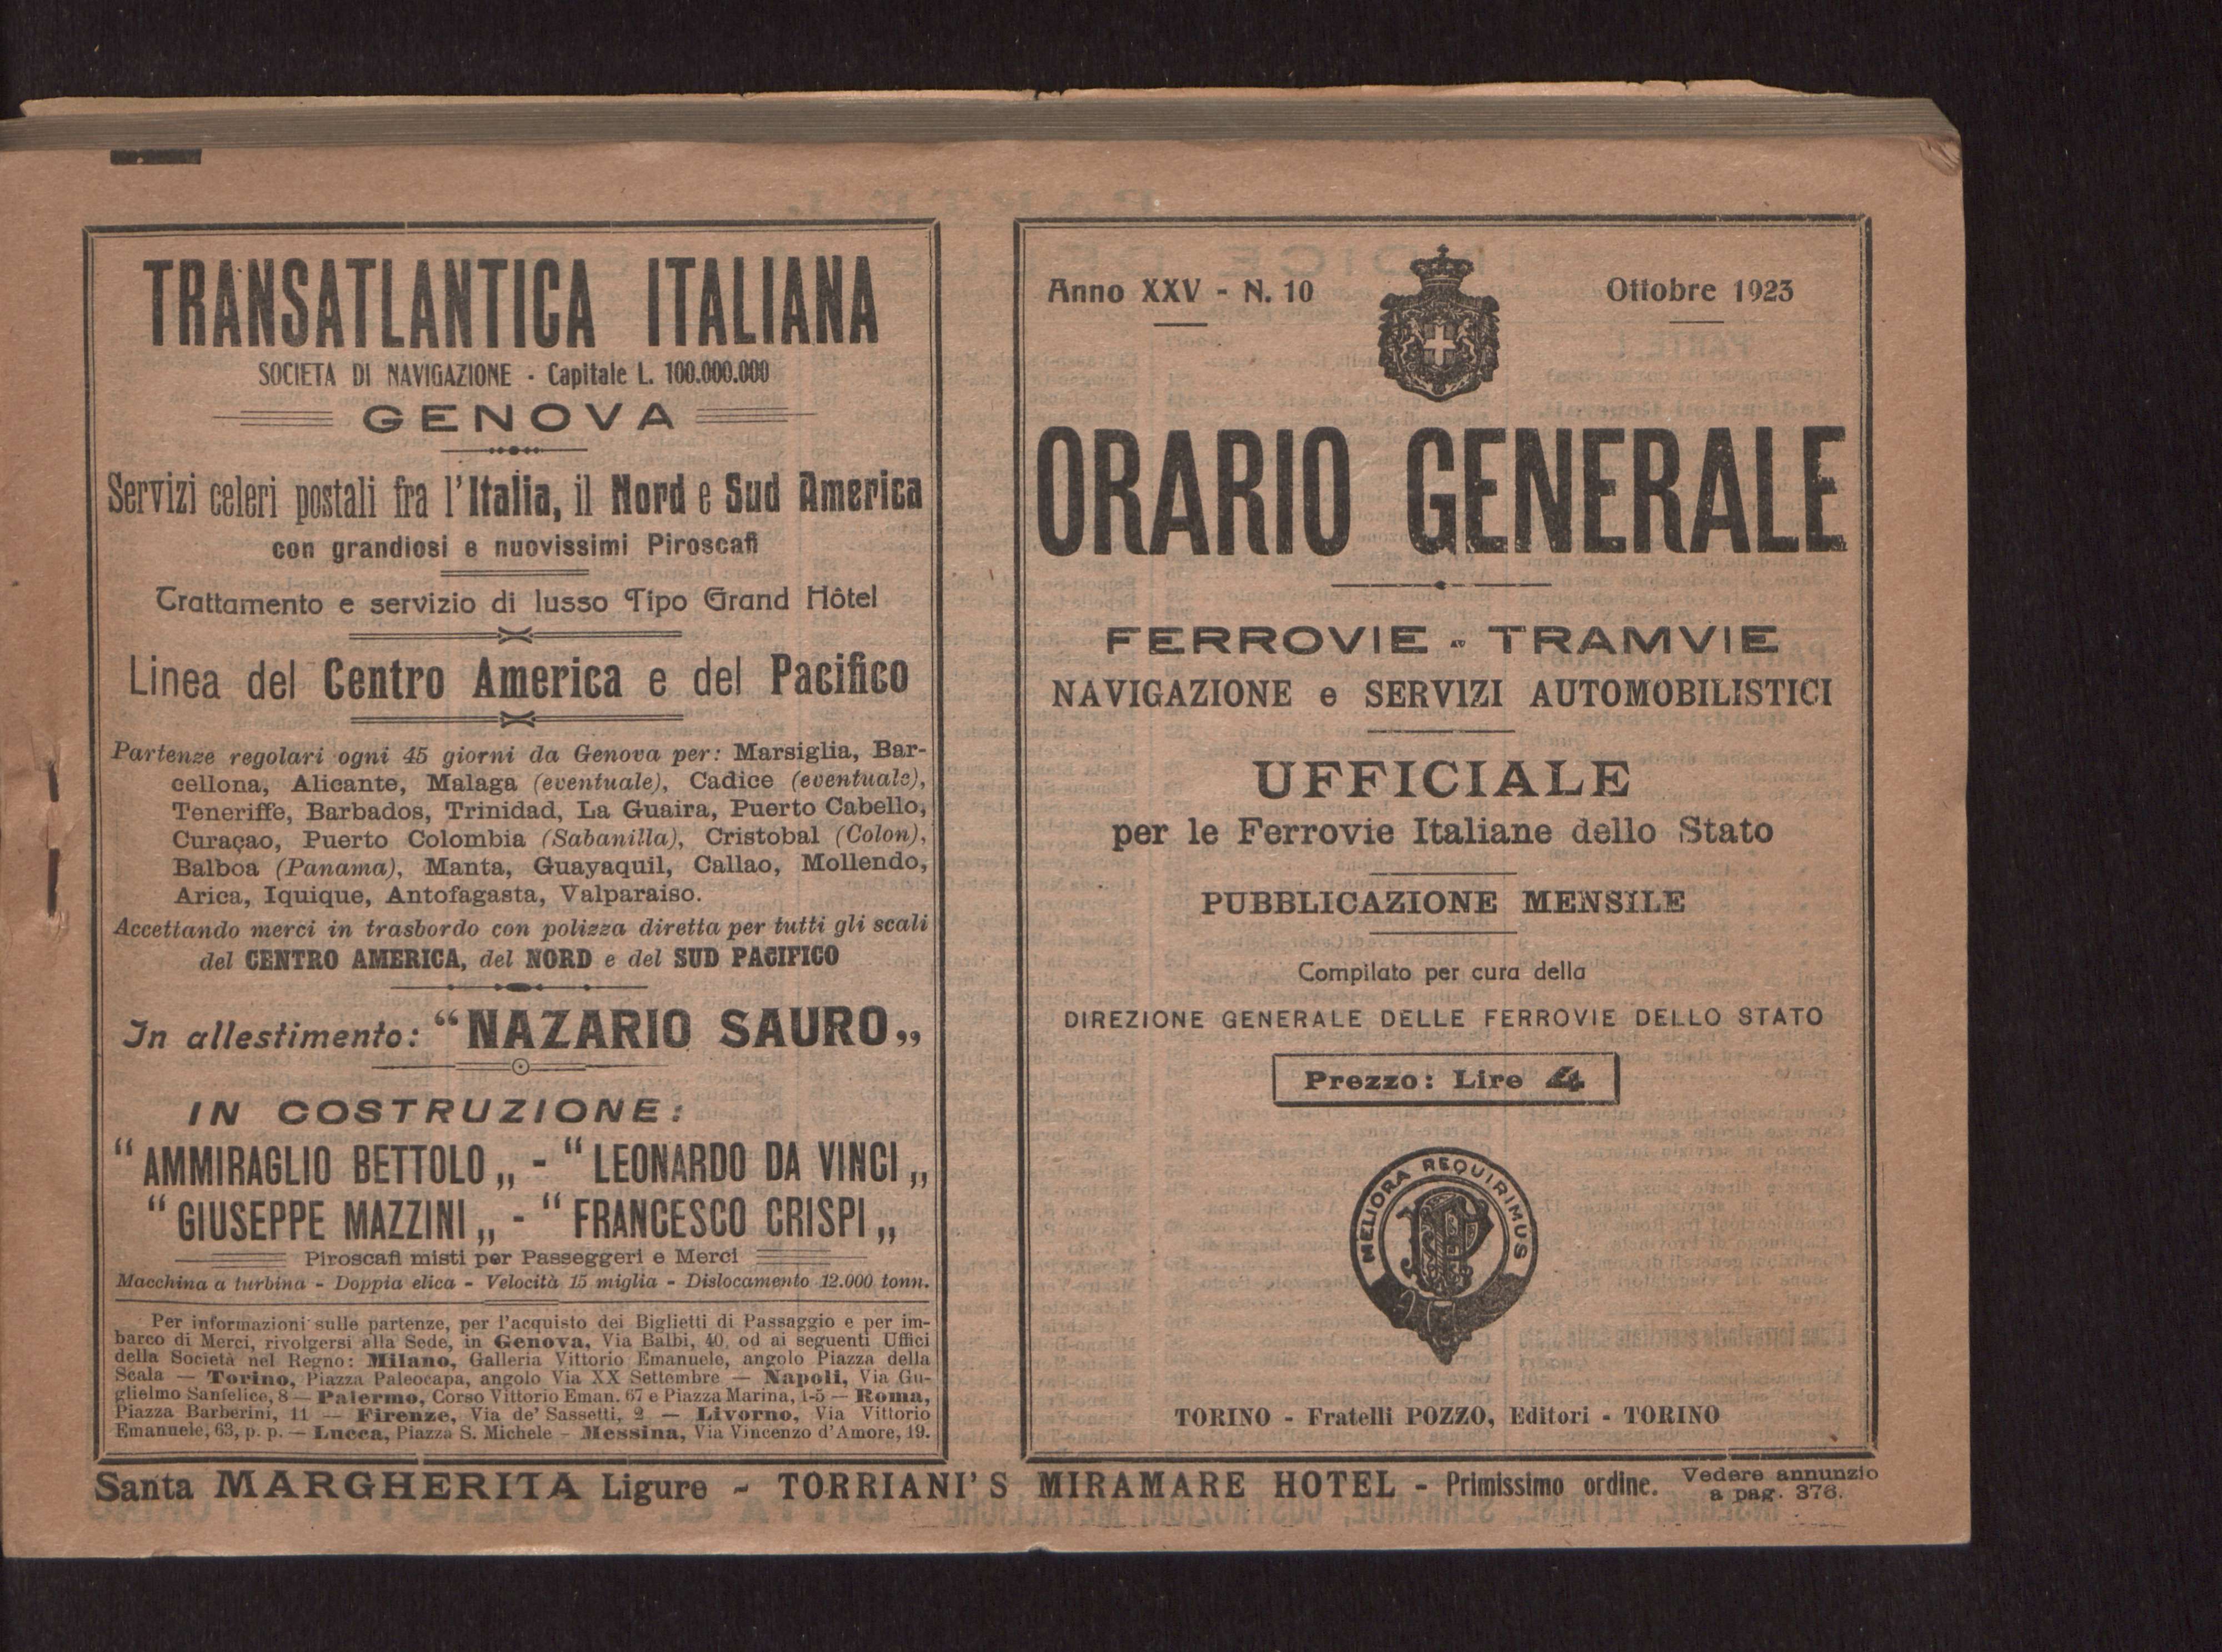 TRANSATLANTICA ITALIANA
SOCIETA DI NAVIGAZIONE - Capitale L. 100.000.000
GENOVA
Servizi celeri postali fra l'Italia, il Nord e Sud America
con grandiosi e nuovissimi Piroscafi
Trattamento e servizio di lusso Tipo Grand Hôtel
Linea del Centro America e del Pacifico
Partenze regolari ogni 45 giorni da Genova per: Marsiglia, Bar-
cellona, Alicante, Malaga (eventuale), Cadice (eventuale),
Teneriffe, Barbados, Trinidad, La Guaira, Puerto Cabello,
Curaçao, Puerto Colombia (Sabanilla), Cristobal (Colon),
Balboa (Panama), Manta, Guayaquil, Callao, Mollendo,
Arica, Iquique, Antofagasta, Valparaiso.
Accettando merci in trasbordo con polizza diretta per tutti gli scali
del CENTRO AMERICA, del NORD e del SUD PACIFICO
In allestimento: “NAZARIO SAURO„
IN COSTRUZIONE:
“AMMIRAGLIO BETTOLO„ - “LEONARDO DA VINCI„
“GIUSEPPE MAZZINI„ - “FRANCESCO CRISPI„
Piroscafi misti per Passeggeri e Merci
Macchina a turbina - Doppia elica - Velocità 15 miglia - Dislocamento 12.000 tonn.
Per informazioni sulle partenze, per l'acquisto dei Biglietti di Passaggio e per im-
barco di Merci, rivolgersi alla Sede, in Genova, Via Balbi, 40, od ai seguenti Uffici
della Società nel Regno: Milano, Galleria Vittorio Emanuele, angolo Piazza della
Scala — Torino, Piazza Paleocapa, angolo Via XX Settembre — Napoli, Via Gu-
glielmo Sanfelice, 8 — Palermo, Corso Vittorio Eman. 67 e Piazza Marina, 1-5 — Roma,
Piazza Barberini, 11 — Firenze, Via de' Sassetti, 2 — Livorno, Via Vittorio
Emanuele, 63, p. p. — Lucca, Piazza S. Michele - Messina, Via Vincenzo d'Amore, 19.
Anno XXV - N. 10
Ottobre 1923
ORARIO GENERALE
FERROVIE - TRAMVIE
NAVIGAZIONE e SERVIZI AUTOMOBILISTICI
UFFICIALE
per le Ferrovie Italiane dello Stato
PUBBLICAZIONE MENSILE
Compilato per cura della
DIREZIONE GENERALE DELLE FERROVIE DELLO STATO
Prezzo: Lire 4
MELIORA REQUIRIMUS
TORINO - Fratelli POZZO, Editori - TORINO
Santa MARGHERITA Ligure - TORRIANI'S MIRAMARE HOTEL - Primissimo ordine. Vedere annunzio
a pag. 376.